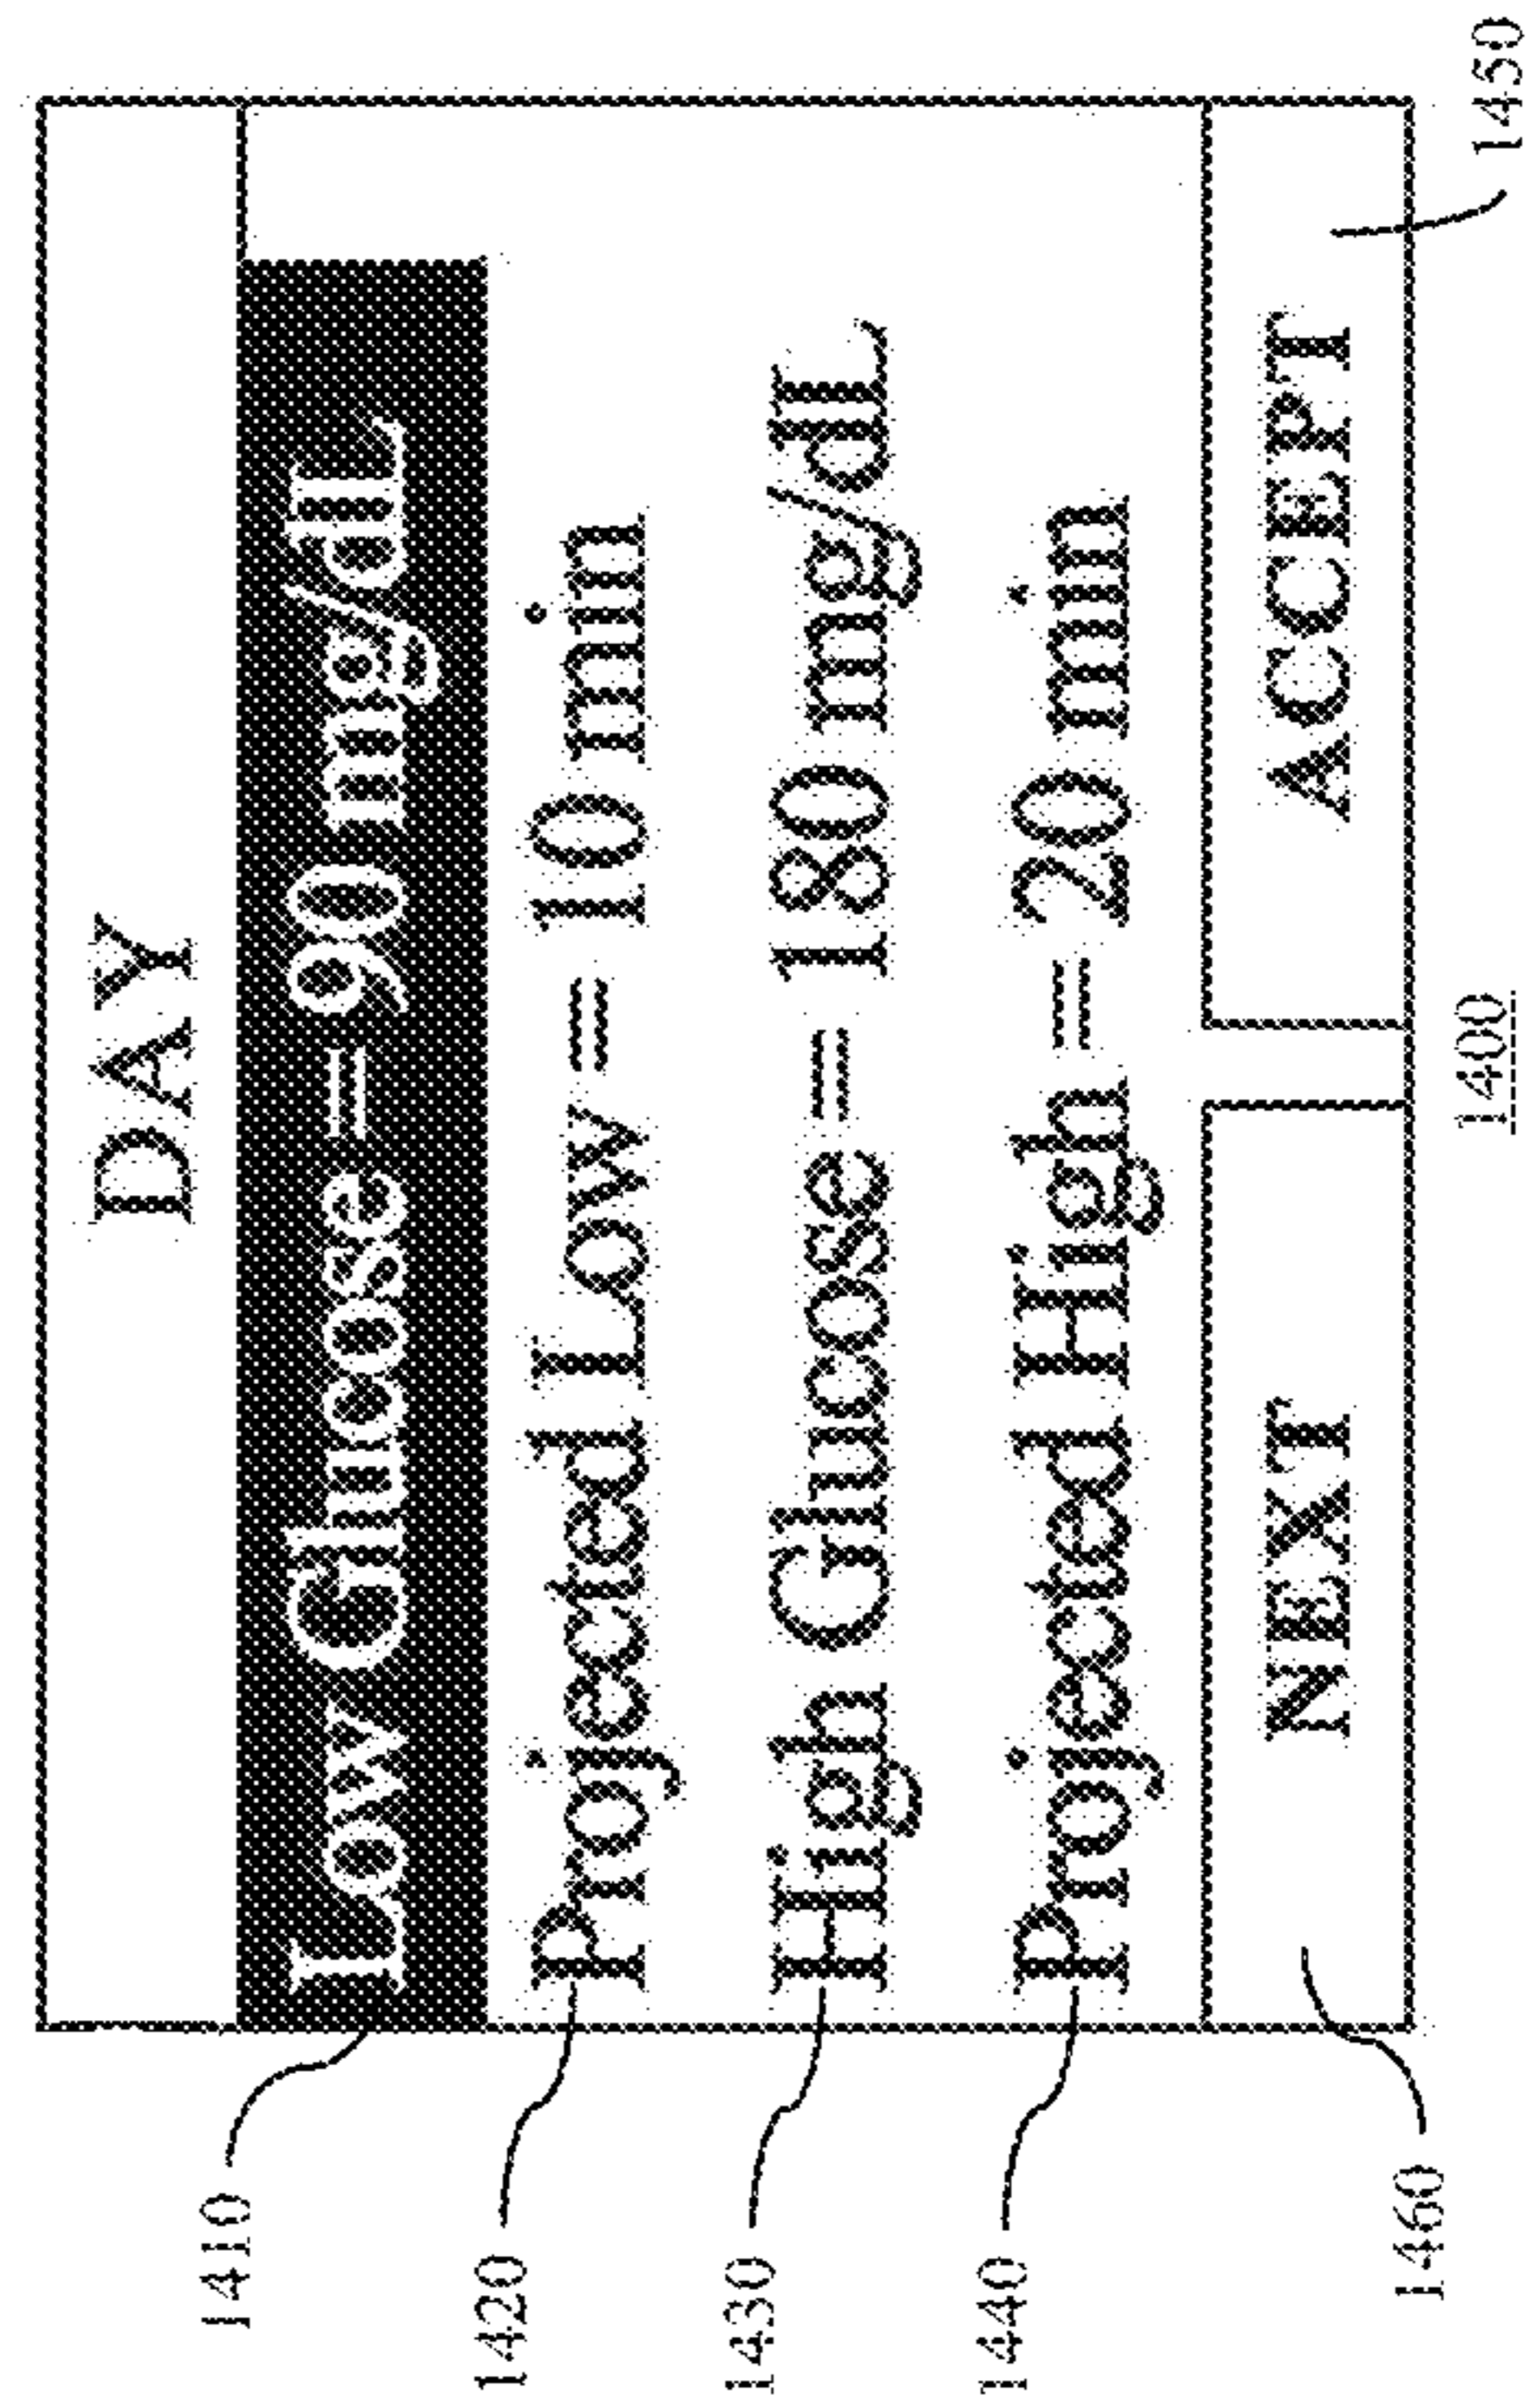 DAY
1410 Low Glucose = 90 mg/dL
1420 Projected Low = 10 min
1430 High Glucose = 180 mg/dL
1440 Projected High = 20 min
NEXT ACCEPT
1460 1400 1450